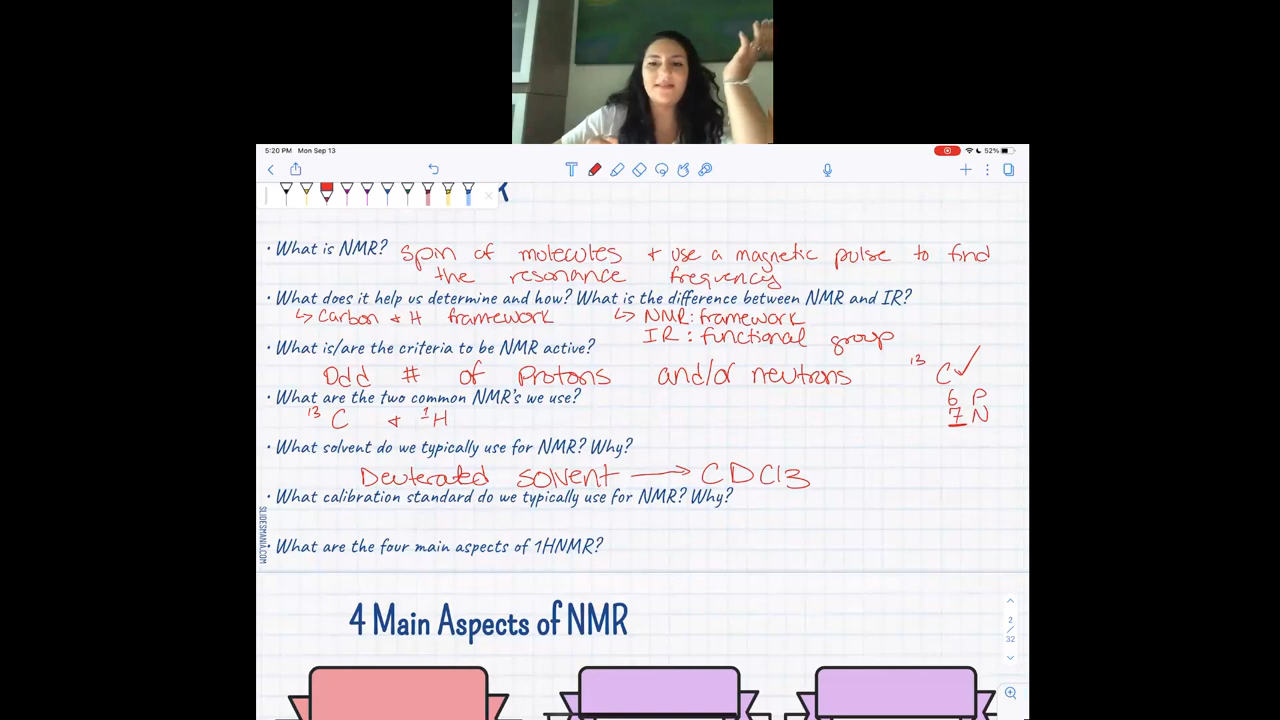 5:20 PM Mon Sep 13
52%
T
• What is NMR? spin of molecules + use a magnetic pulse to find
the resonance frequency
• What does it help us determine and how? What is the difference between NMR and IR?
↳ Carbon & H framework ↳ NMR: framework
IR: functional group
• What is/are the criteria to be NMR active?
Odd # of Protons and/or neutrons
13 C ✓
6 P
7 N
• What are the two common NMR's we use?
13 C & 1H
• What solvent do we typically use for NMR? Why?
Deuterated solvent → CDCl3
• What calibration standard do we typically use for NMR? Why?
• What are the four main aspects of 1HNMR?
SLIDESMANIA.COM
4 Main Aspects of NMR
2
/
32